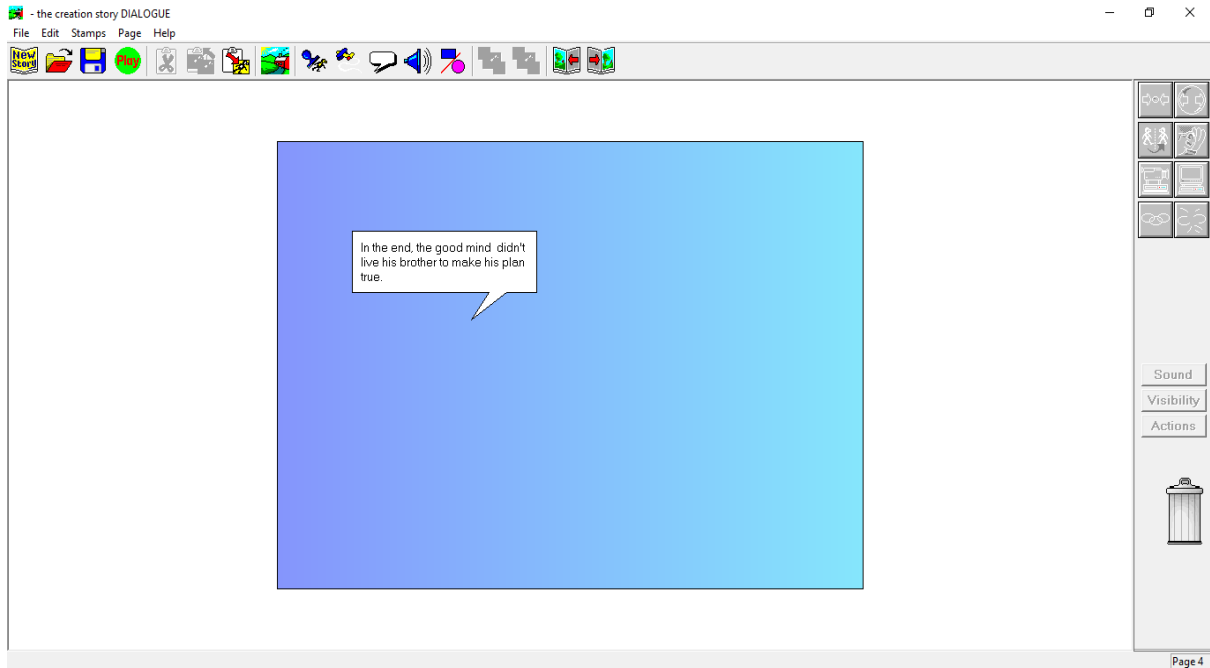 - the creation story DIALOGUE
File Edit Stamps Page Help
New Story Play
In the end, the good mind  didn't
live his brother to make his plan
true.
Sound
Visibility
Actions
Page 4